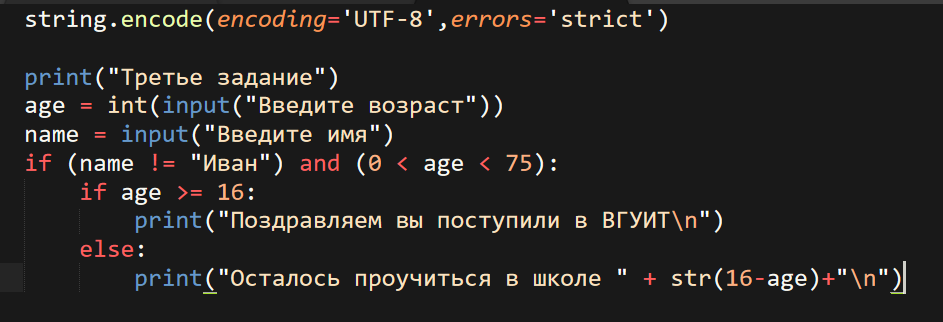 string.encode(encoding='UTF-8',errors='strict')
print("Третье задание")
age = int(input("Введите возраст"))
name = input("Введите имя")
if (name != "Иван") and (0 < age < 75):
    if age >= 16:
        print("Поздравляем вы поступили в ВГУИТ\n")
    else:
        print("Осталось проучиться в школе " + str(16-age)+"\n")